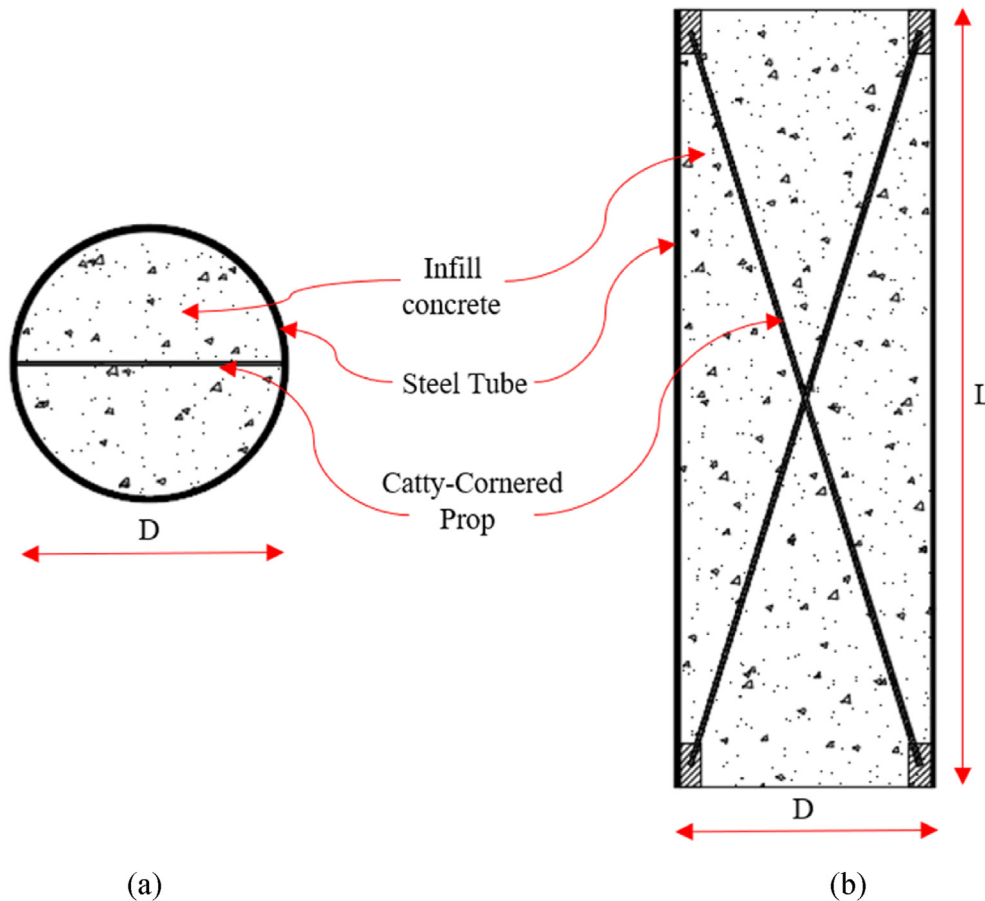 Infill
concrete
Steel Tube
Catty-Cornered
Prop
D
L
D
(a)
(b)